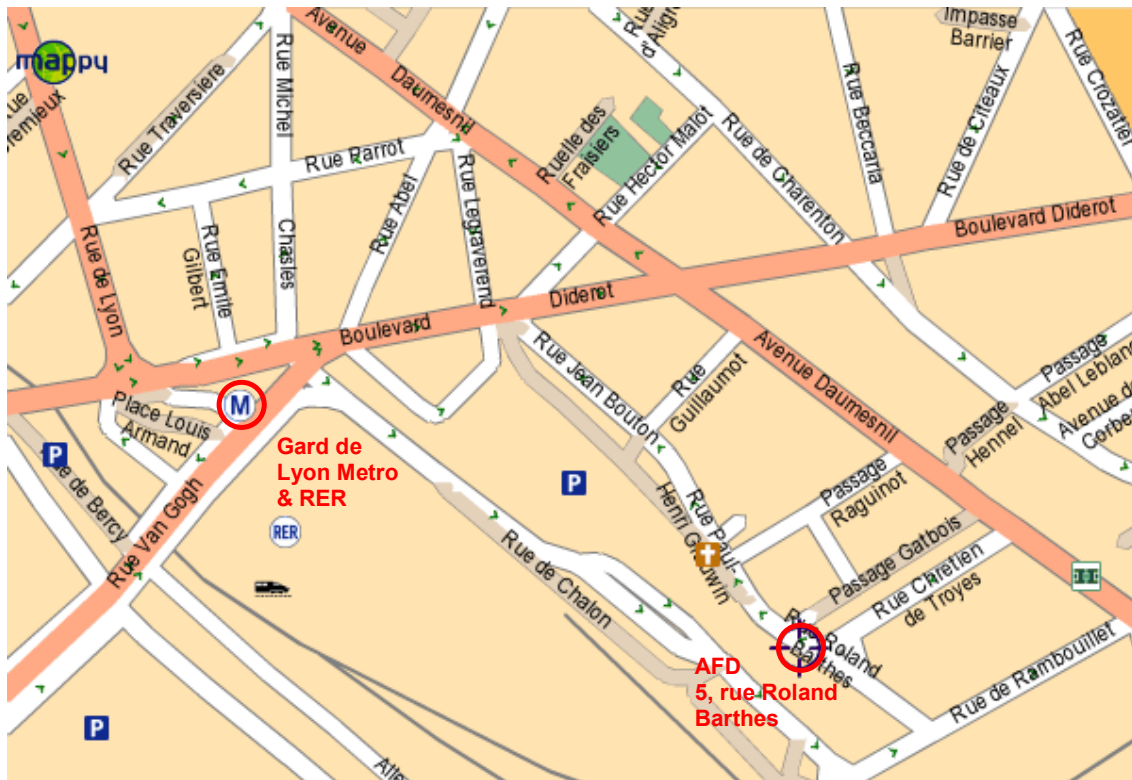 mappy
Avenue
Daumesnil
Rue Michel
Chasles
Rue Traversiere
Rue
Rue Parrot
Rue Abel
Rue Legraverend
Ruelle des
Fraisiers
Rue Hector Malot
d'Aligre
Rue de Charenton
Rue Beccaria
Impasse
Barrier
Rue de Citeaux
Rue Crozatier
Boulevard Diderot
Rue de Lyon
Rue Emile
Gilbert
Boulevard
Diderot
Place Louis
Armand
M
Gard de
Lyon Metro
& RER
P
Rue de Bercy
Rue Van Gogh
RER
P
Rue Jean Bouton
Rue
Guillaumot
Avenue Daumesnil
Passage
Abel Leblanc
Passage
Hennel
Avenue de
Passage
Raguinot
Henri
Rue Paul-
Passage Gatbois
Rue Chretien
de Troyes
Rue de Chalon
Rue Roland
Barthes
AFD
5, rue Roland
Barthes
Rue de Rambouillet
P